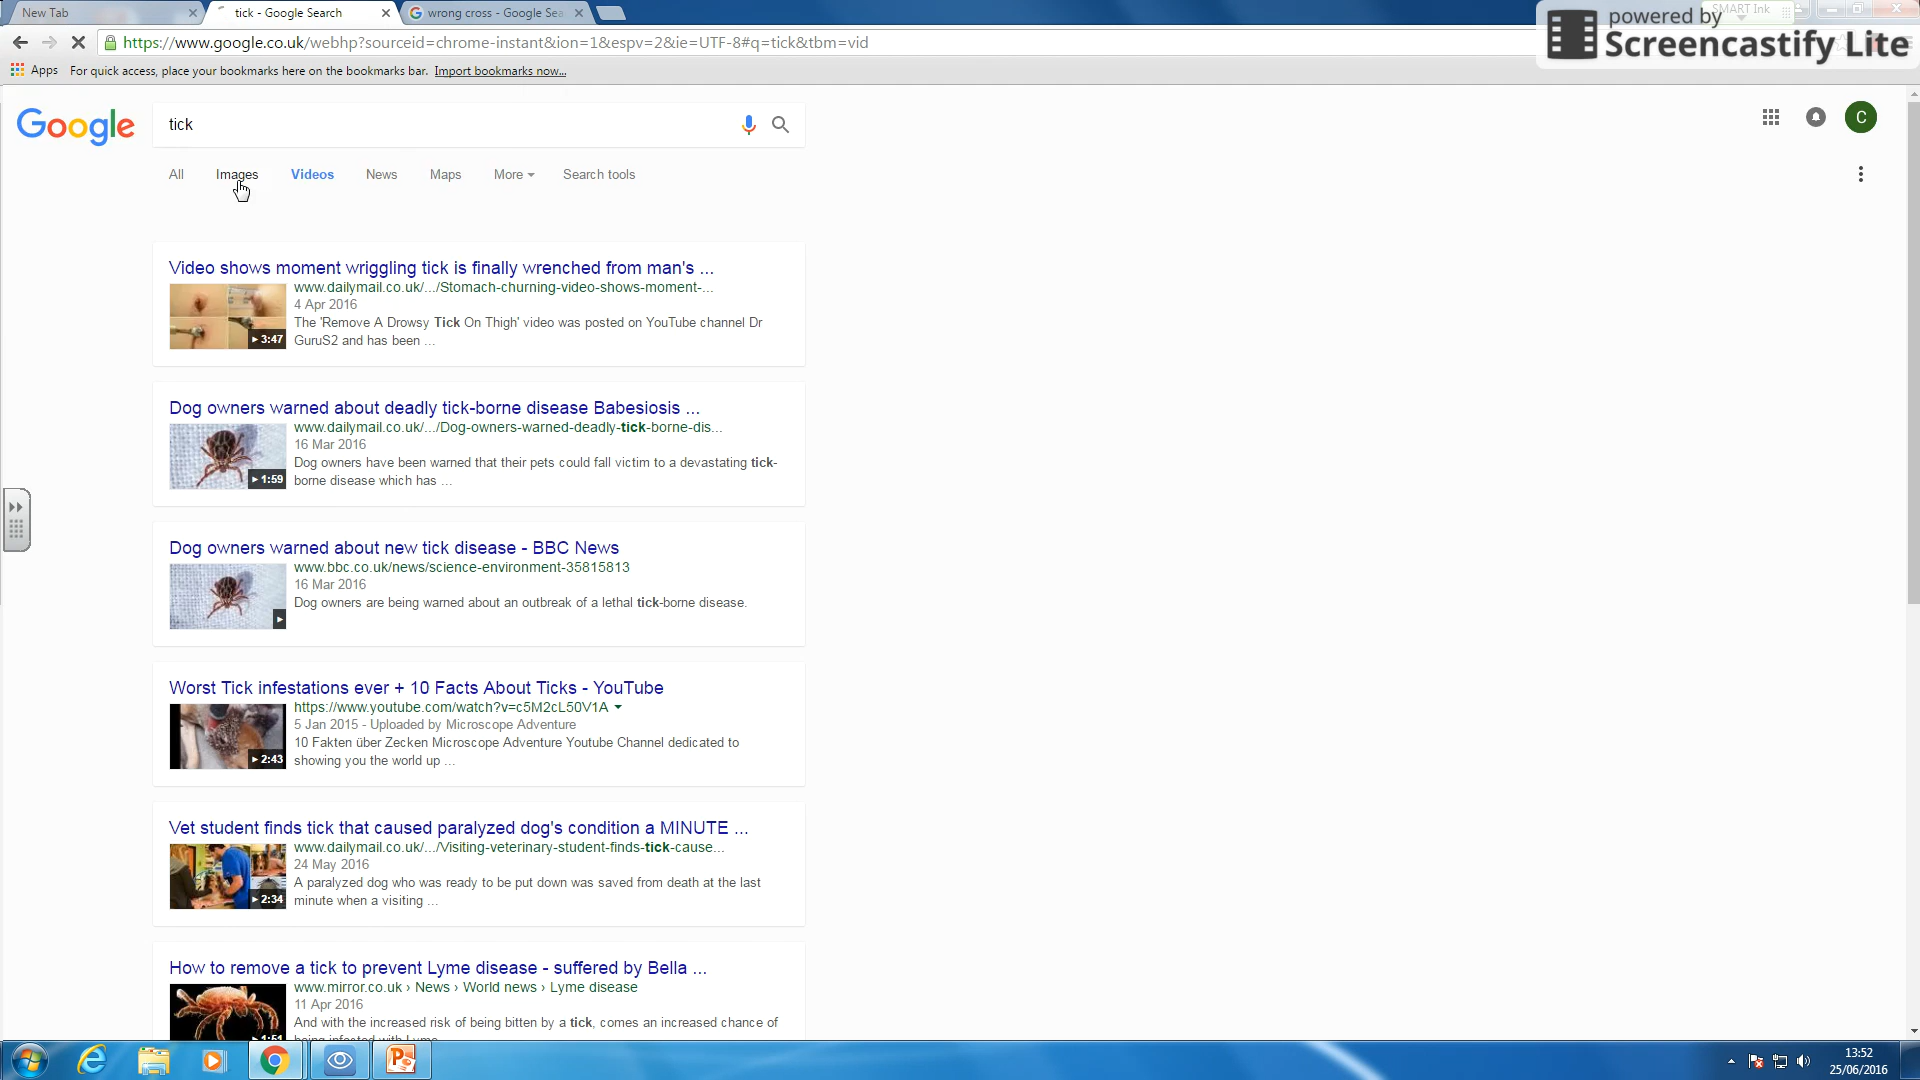 New Tab
tick - Google Search
wrong cross - Google Sea
SMART Ink
powered by
Screencastify Lite
https://www.google.co.uk/webhp?sourceid=chrome-instant&ion=1&espv=2&ie=UTF-8#q=tick&tbm=vid
Apps For quick access, place your bookmarks here on the bookmarks bar. Import bookmarks now...
Google
tick
C
All Images Videos News Maps More Search tools
Video shows moment wriggling tick is finally wrenched from man's ...
www.dailymail.co.uk/.../Stomach-churning-video-shows-moment-...
4 Apr 2016
The 'Remove A Drowsy Tick On Thigh' video was posted on YouTube channel Dr
GuruS2 and has been ...
3:47
Dog owners warned about deadly tick-borne disease Babesiosis ...
www.dailymail.co.uk/.../Dog-owners-warned-deadly-tick-borne-dis...
16 Mar 2016
Dog owners have been warned that their pets could fall victim to a devastating tick-
borne disease which has ...
1:59
Dog owners warned about new tick disease - BBC News
www.bbc.co.uk/news/science-environment-35815813
16 Mar 2016
Dog owners are being warned about an outbreak of a lethal tick-borne disease.
Worst Tick infestations ever + 10 Facts About Ticks - YouTube
https://www.youtube.com/watch?v=c5M2cL50V1A
5 Jan 2015 - Uploaded by Microscope Adventure
10 Fakten über Zecken Microscope Adventure Youtube Channel dedicated to
showing you the world up ...
2:43
Vet student finds tick that caused paralyzed dog's condition a MINUTE ...
www.dailymail.co.uk/.../Visiting-veterinary-student-finds-tick-cause...
24 May 2016
A paralyzed dog who was ready to be put down was saved from death at the last
minute when a visiting ...
2:34
How to remove a tick to prevent Lyme disease - suffered by Bella ...
www.mirror.co.uk › News › World news › Lyme disease
11 Apr 2016
And with the increased risk of being bitten by a tick, comes an increased chance of
being infected with Lyme
1:51
13:52
25/06/2016